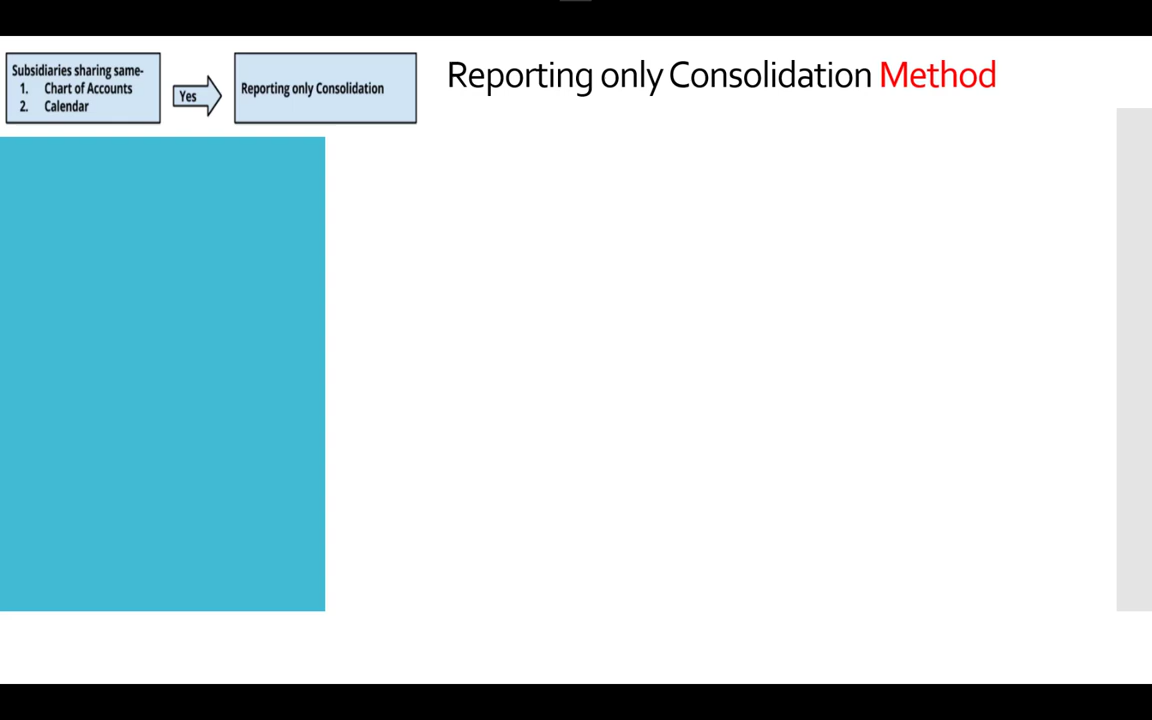 Subsidiaries sharing same-
1. Chart of Accounts
2. Calendar
Yes
Reporting only Consolidation
Reporting only Consolidation Method